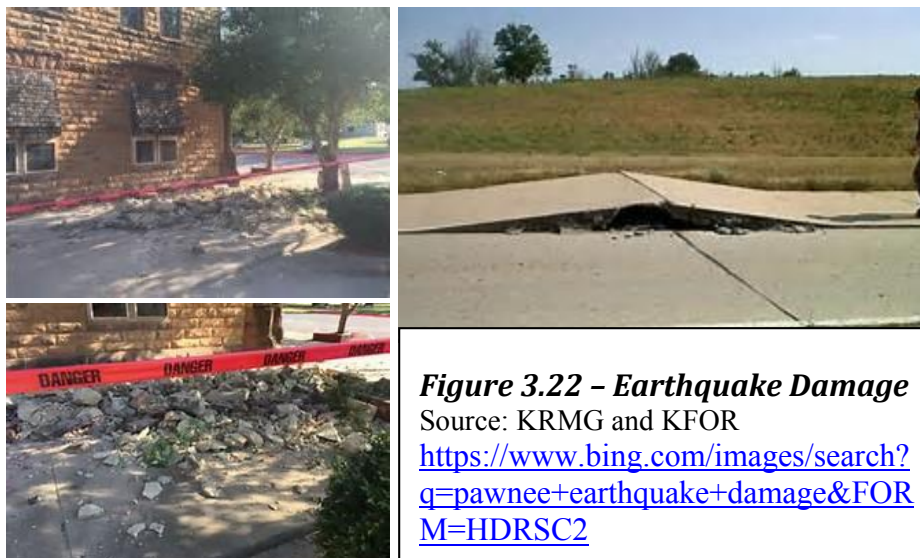 DANGER DANGER DANGER DANGER
Figure 3.22 – Earthquake Damage
Source: KRMG and KFOR
https://www.bing.com/images/search?
q=pawnee+earthquake+damage&FOR
M=HDRSC2